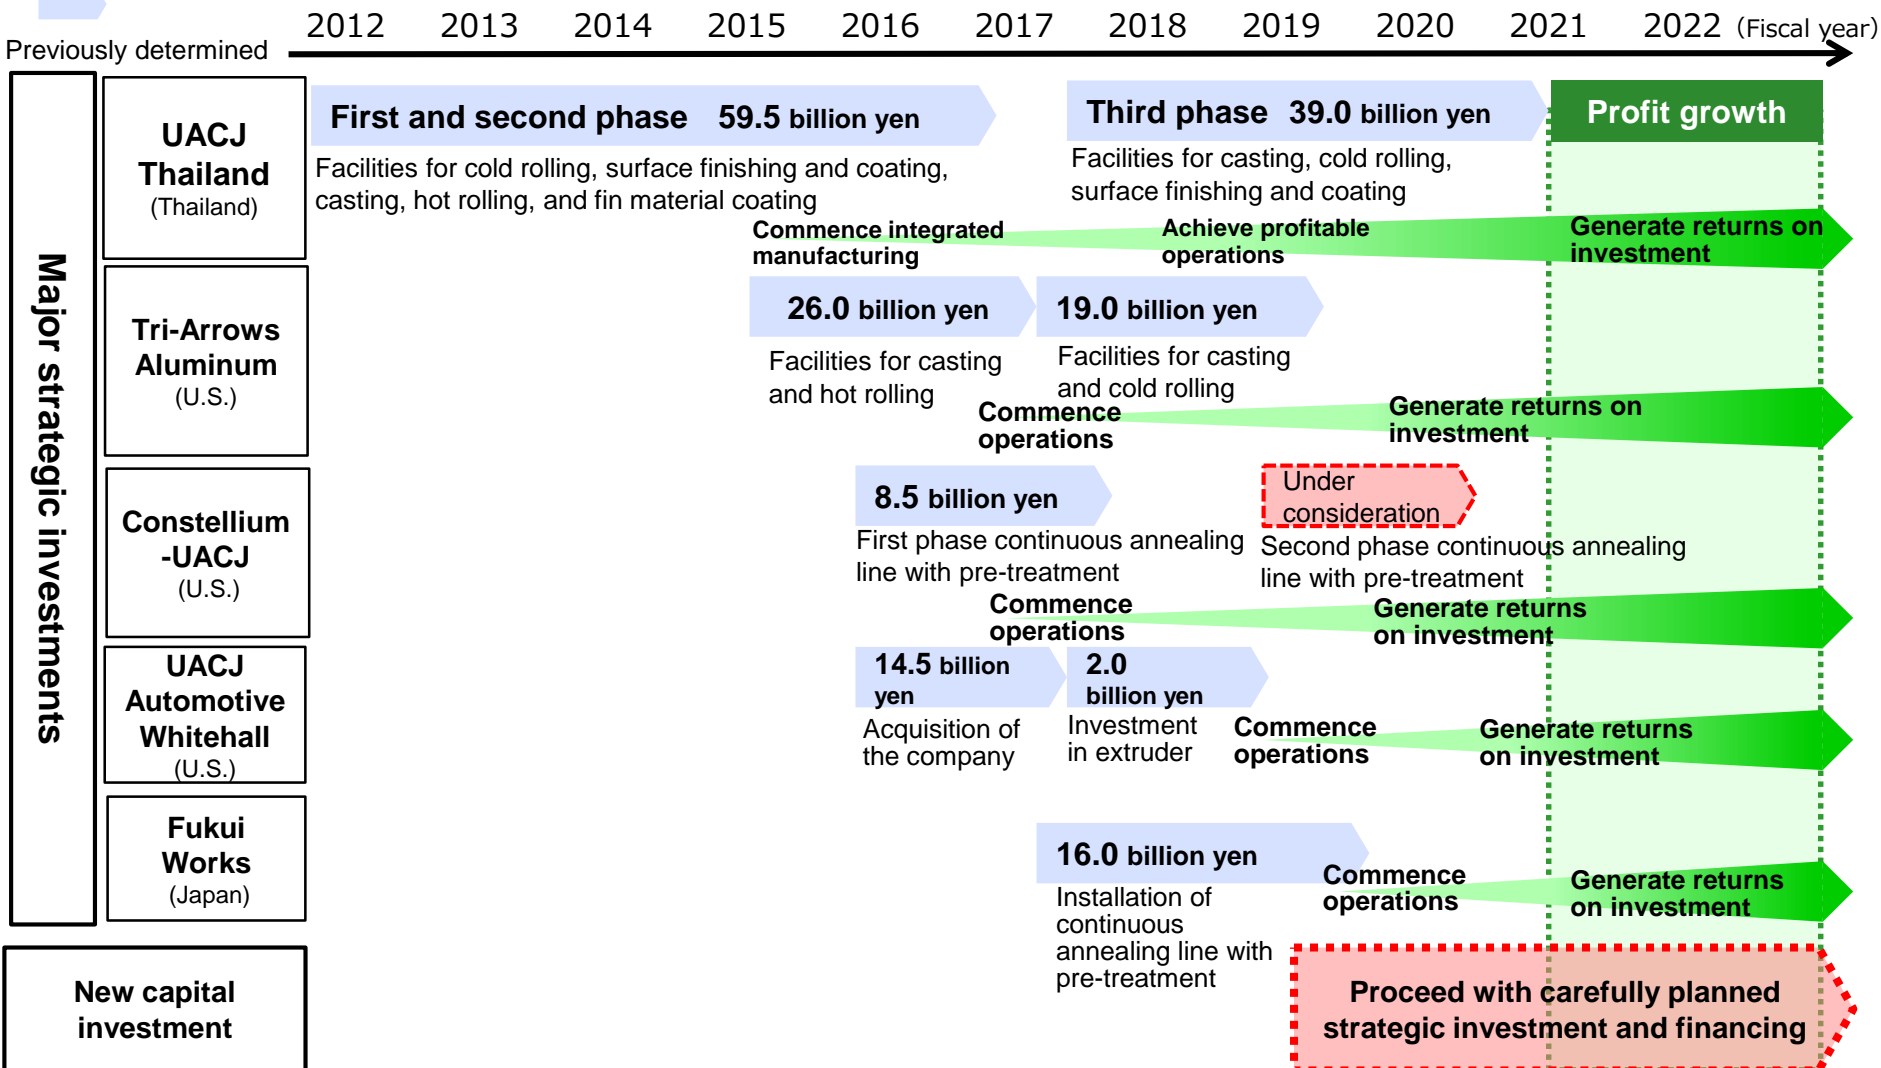 2012 2013 2014 2015 2016 2017 2018 2019 2020 2021 2022 (Fiscal year)
Previously determined
Major strategic investments
UACJ
Thailand
(Thailand)
First and second phase 59.5 billion yen
Facilities for cold rolling, surface finishing and coating,
casting, hot rolling, and fin material coating
Third phase 39.0 billion yen
Facilities for casting, cold rolling,
surface finishing and coating
Profit growth
Commence integrated
manufacturing
Achieve profitable
operations
Generate returns on
investment
Tri-Arrows
Aluminum
(U.S.)
26.0 billion yen
Facilities for casting
and hot rolling
19.0 billion yen
Facilities for casting
and cold rolling
Commence
operations
Generate returns on
investment
Constellium
-UACJ
(U.S.)
8.5 billion yen
First phase continuous annealing
line with pre-treatment
Under
consideration
Second phase continuous annealing
line with pre-treatment
Commence
operations
Generate returns
on investment
UACJ
Automotive
Whitehall
(U.S.)
14.5 billion
yen
Acquisition of
the company
2.0
billion yen
Investment
in extruder
Commence
operations
Generate returns
on investment
Fukui
Works
(Japan)
16.0 billion yen
Installation of
continuous
annealing line with
pre-treatment
Commence
operations
Generate returns
on investment
New capital
investment
Proceed with carefully planned
strategic investment and financing